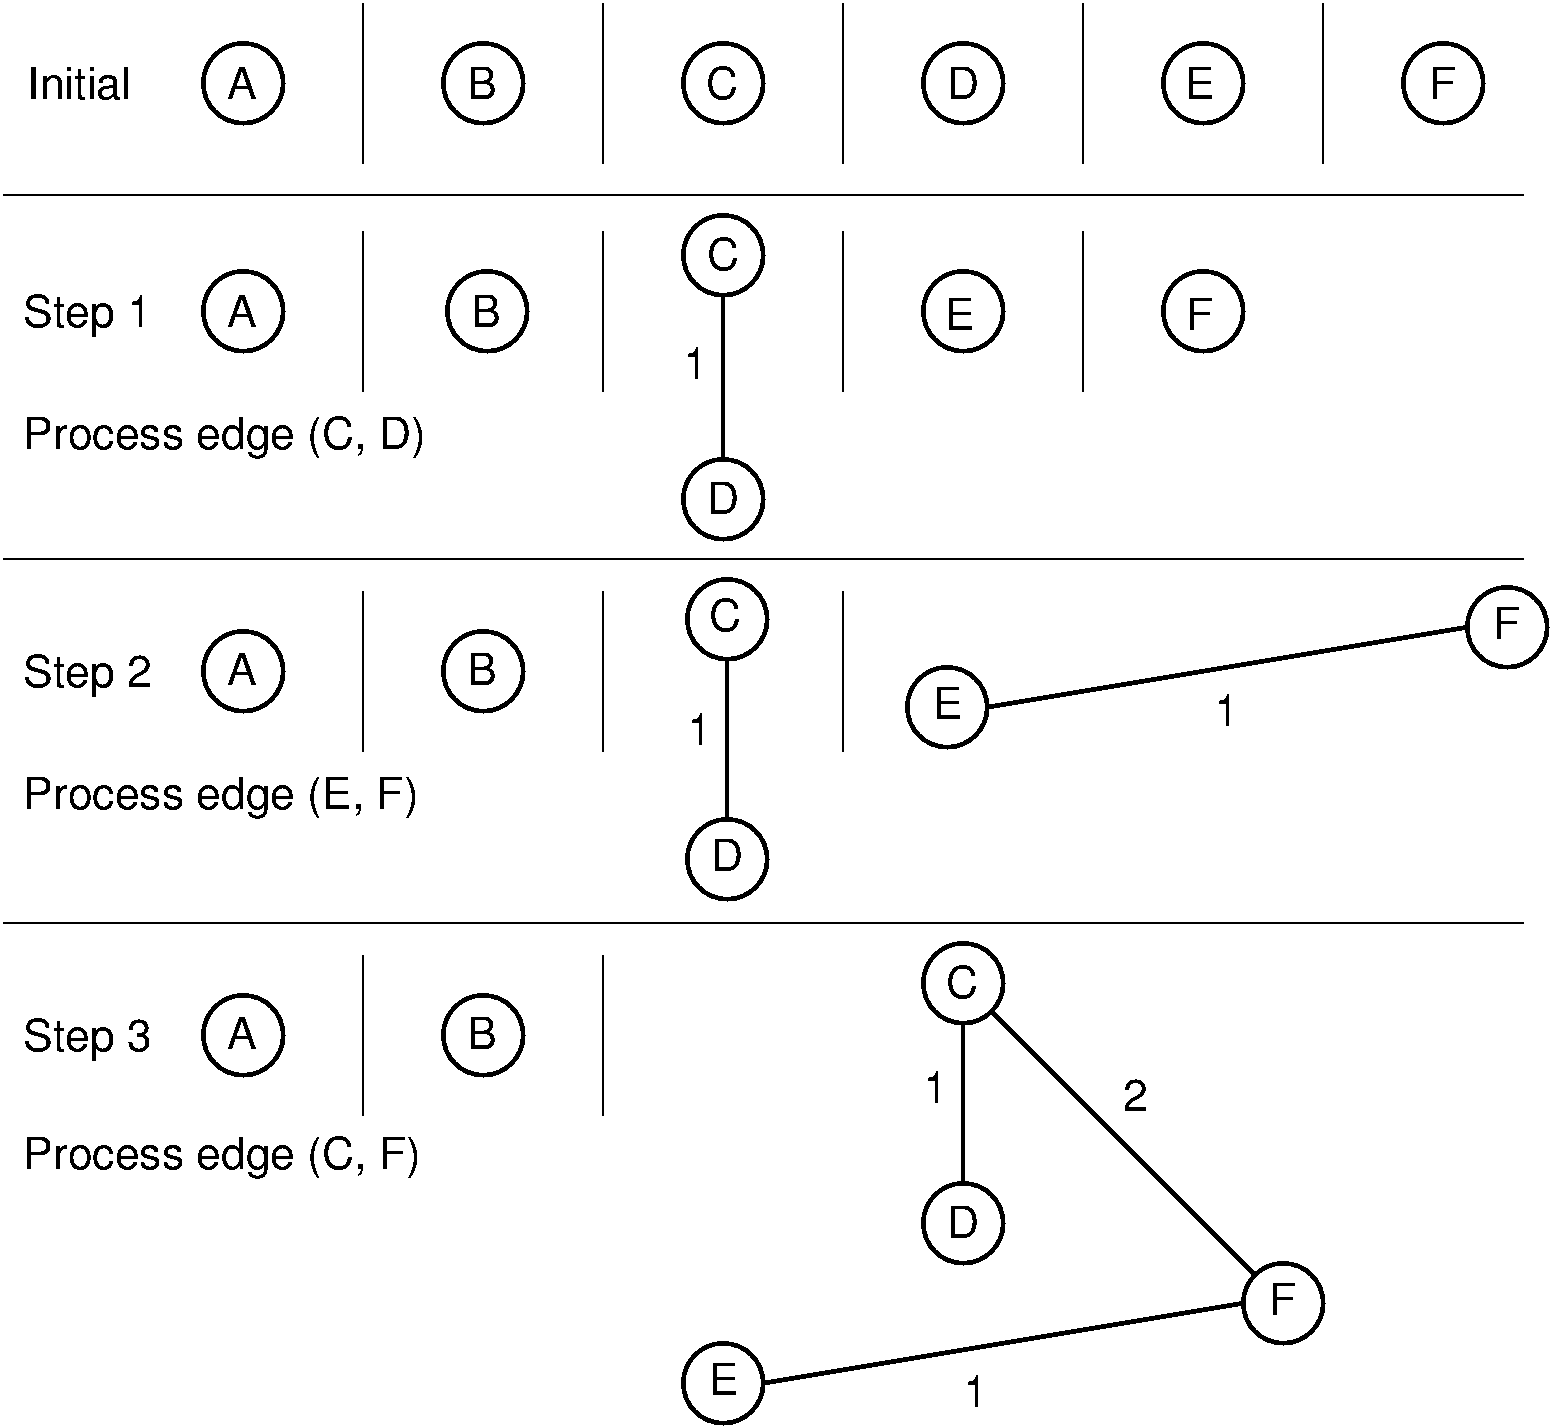 Initial A B C D E F
C
Step 1 A B E F
1
Process edge (C, D)
D
C F
Step 2 A B E
1 1
Process edge (E, F)
D
C
Step 3 A B
1 2
Process edge (C, F)
D
F
E 1